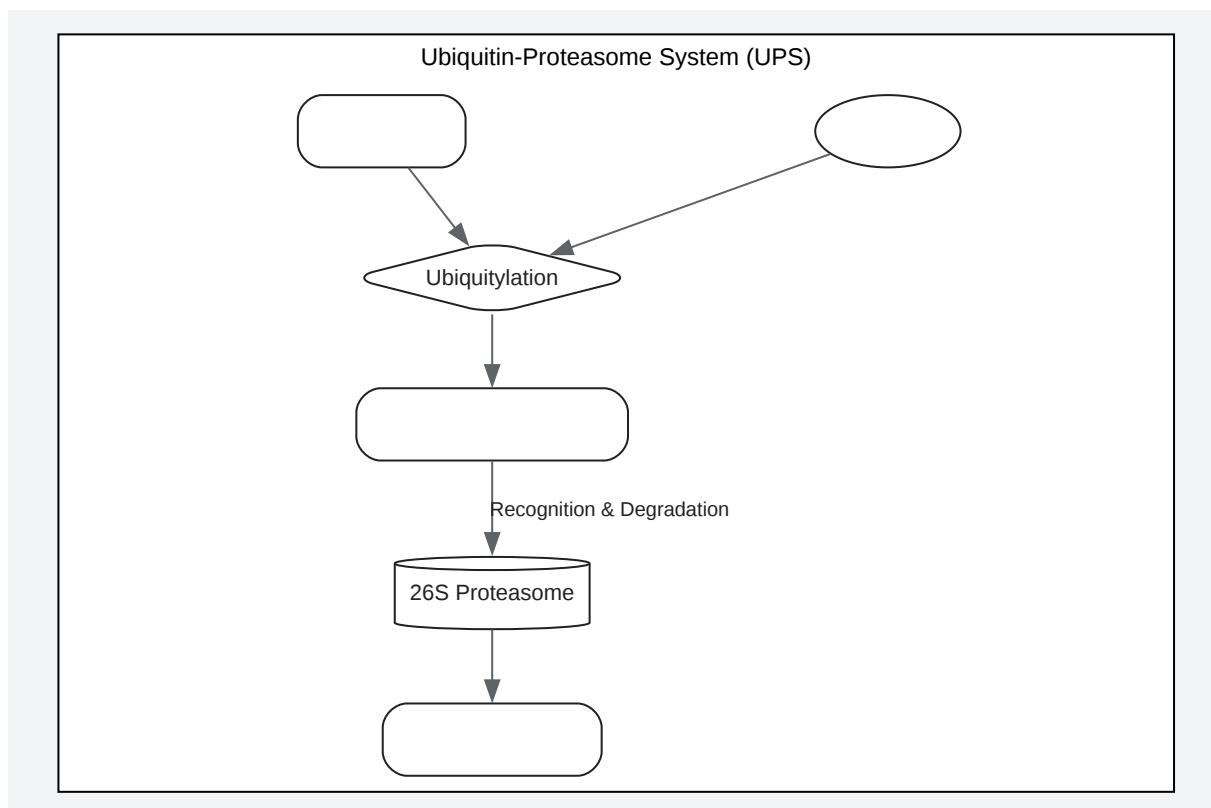 Ubiquitin-Proteasome System (UPS)
Ubiquitylation
Recognition & Degradation
26S Proteasome